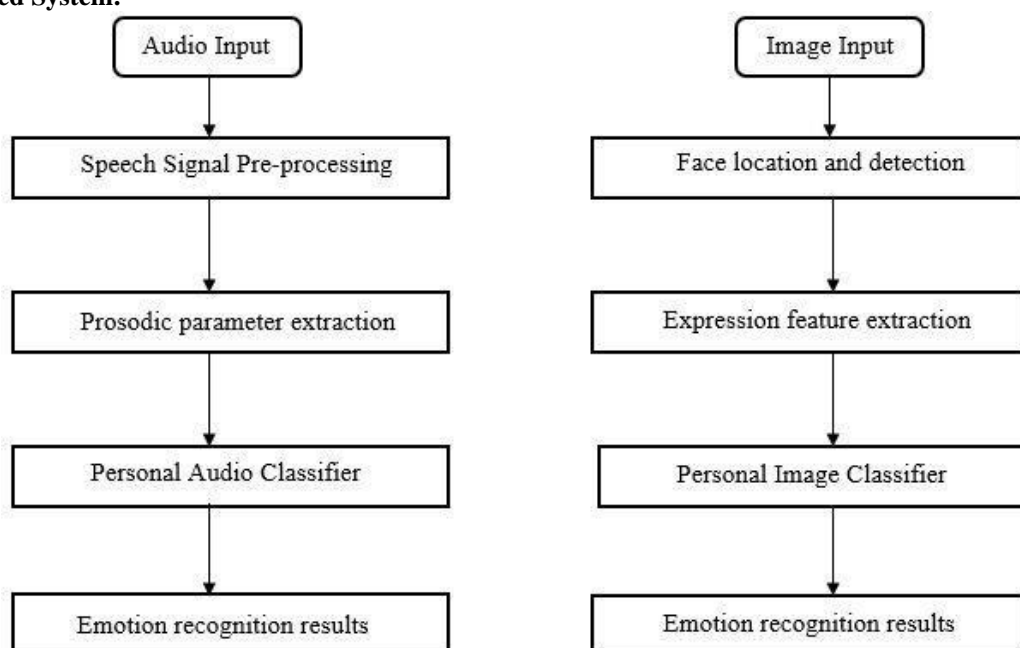 ed System:
Audio Input
Speech Signal Pre-processing
Prosodic parameter extraction
Personal Audio Classifier
Emotion recognition results
Image Input
Face location and detection
Expression feature extraction
Personal Image Classifier
Emotion recognition results